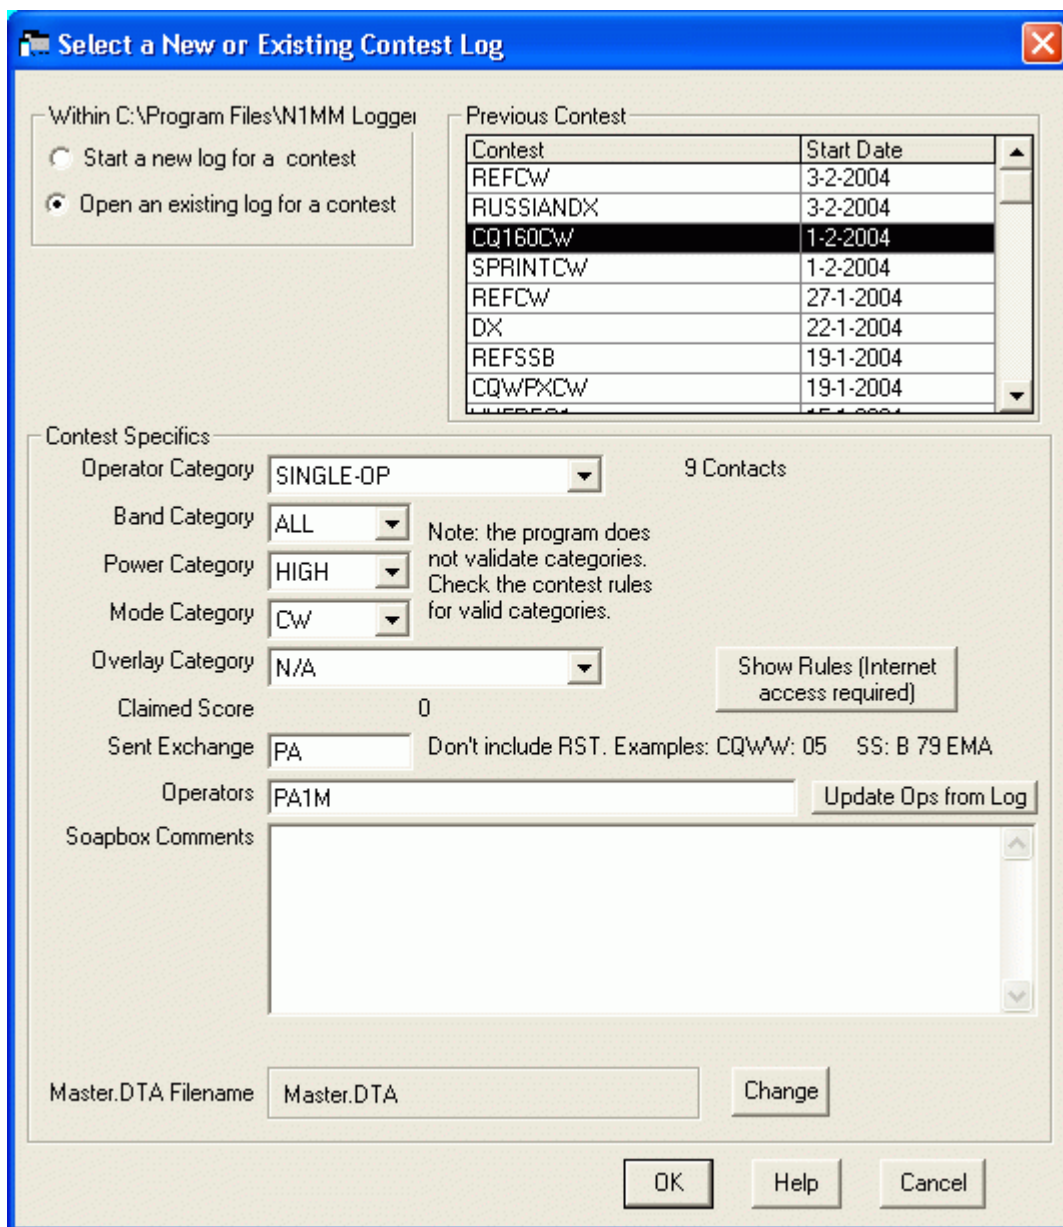 Select a New or Existing Contest Log
Within C:\Program Files\N1MM Logger
Start a new log for a contest
Open an existing log for a contest
Previous Contest
Contest Start Date
REFCW 3-2-2004
RUSSIANDX 3-2-2004
CQ160CW 1-2-2004
SPRINTCW 1-2-2004
REFCW 27-1-2004
DX 22-1-2004
REFSSB 19-1-2004
CQWPXCW 19-1-2004
Contest Specifics
Operator Category SINGLE-OP 9 Contacts
Band Category ALL
Power Category HIGH
Mode Category CW
Note: the program does
not validate categories.
Check the contest rules
for valid categories.
Overlay Category N/A
Show Rules (Internet
access required)
Claimed Score 0
Sent Exchange PA Don't include RST. Examples: CQWW: 05 SS: B 79 EMA
Operators PA1M Update Ops from Log
Soapbox Comments
Master.DTA Filename Master.DTA Change
OK Help Cancel